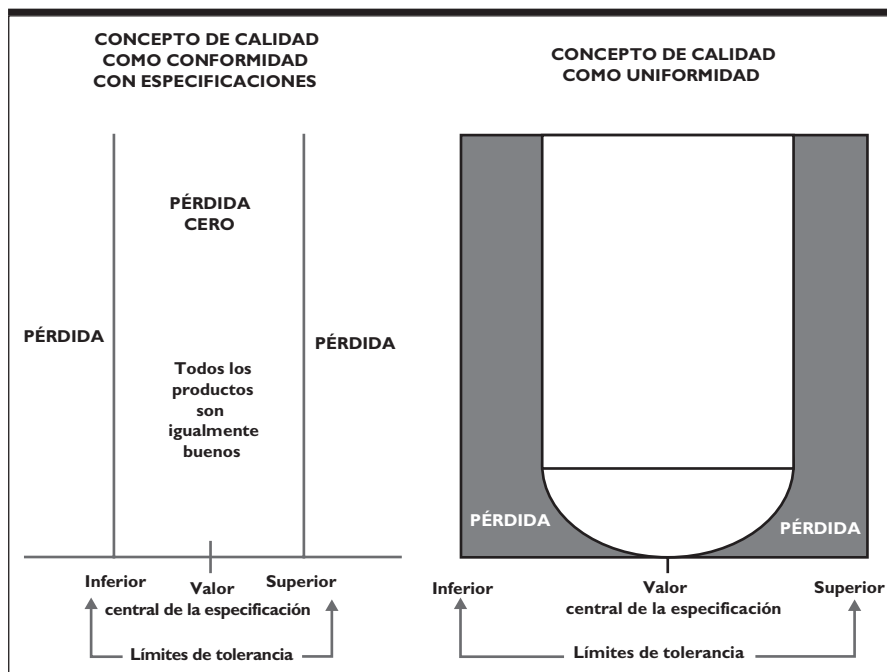 CONCEPTO DE CALIDAD
COMO CONFORMIDAD
CON ESPECIFICACIONES
PÉRDIDA
CERO
PÉRDIDA
PÉRDIDA
Todos los
productos
son
igualmente
buenos
Inferior
Valor
Superior
central de la especificación
Límites de tolerancia
CONCEPTO DE CALIDAD
COMO UNIFORMIDAD
PÉRDIDA
PÉRDIDA
Inferior
Valor
Superior
central de la especificación
Límites de tolerancia